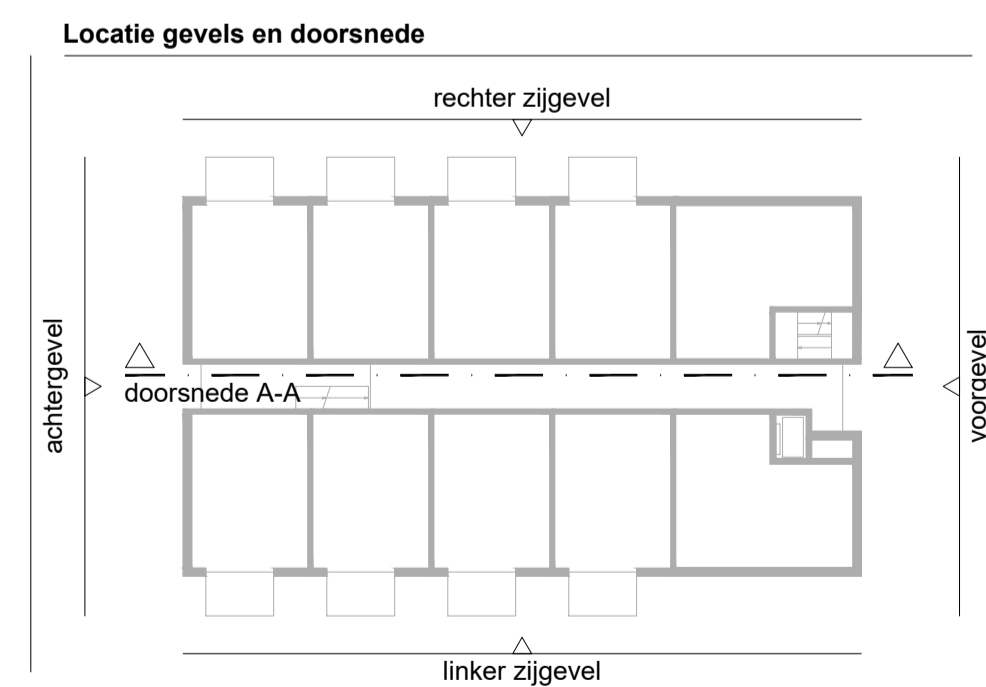 Locatie gevels en doorsnede
rechter zijgevel
achtergevel
doorsnede A-A
voorgevel
linker zijgevel